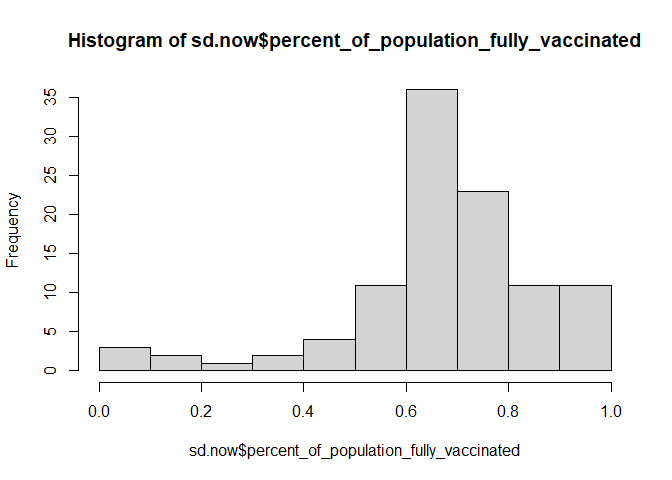 Histogram of sd.now$percent_of_population_fully_vaccinated
Frequency
35
30
25
20
15
10
5
0
0.0 0.2 0.4 0.6 0.8 1.0
sd.now$percent_of_population_fully_vaccinated